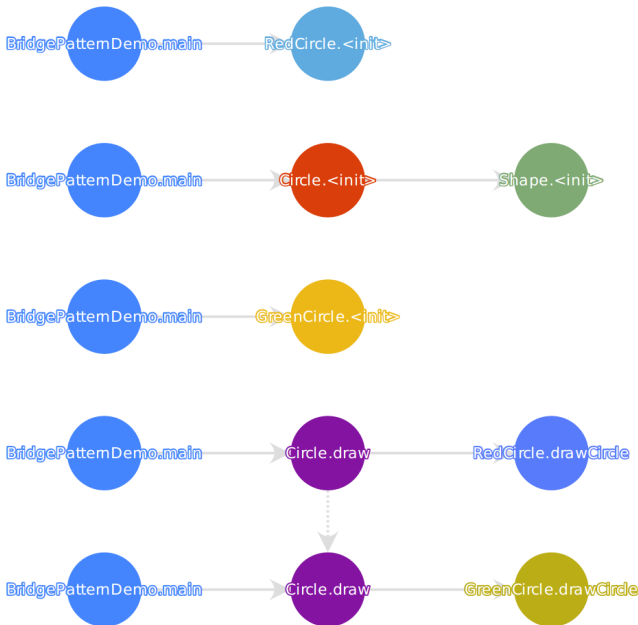 BridgePatternDemo.main RedCircle.<init>
BridgePatternDemo.main Circle.<init> Shape.<init>
BridgePatternDemo.main GreenCircle.<init>
BridgePatternDemo.main Circle.draw RedCircle.drawCircle
BridgePatternDemo.main Circle.draw GreenCircle.drawCircle